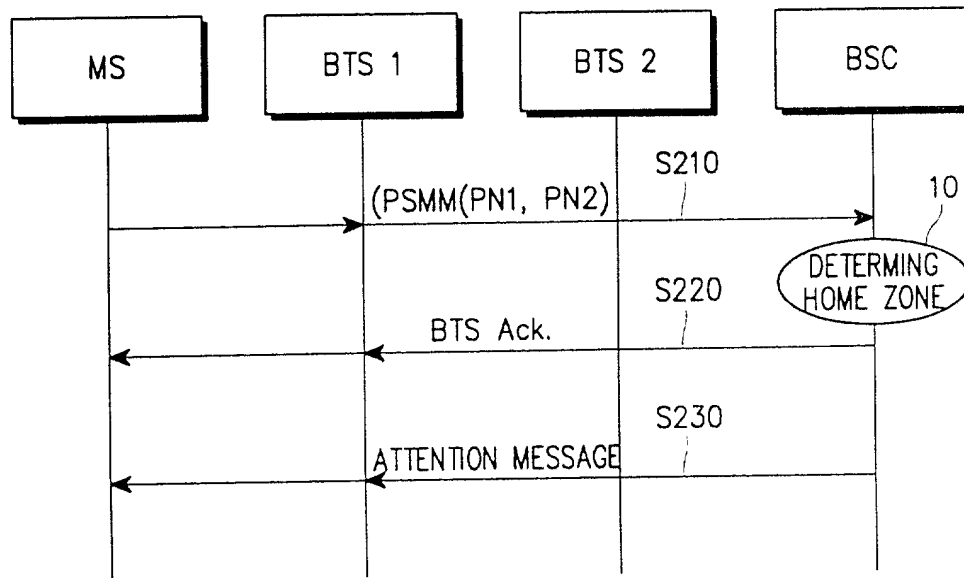 MS
BTS 1
BTS 2
BSC
S210
10
(PSMM(PN1, PN2)
DETERMING
HOME ZONE
S220
BTS Ack.
S230
ATTENTION MESSAGE